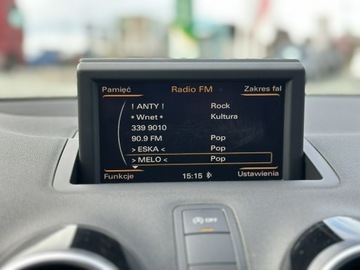 Pamięć Radio FM Zakres fal
! ANTY ! Rock
• Wnet • Kultura
339 9010
90.9 FM Pop
> ESKA < Pop
> MELO < Pop
Funkcje 15:15 Ustawienia
OFF